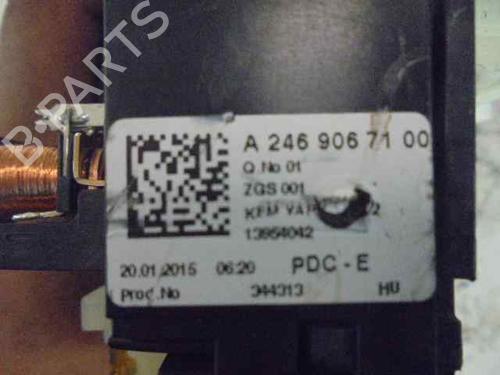 B-PARTS
A 246 906 71 00
Q.No 01
ZGS 001
13954042
20.01.2015 06:20 PDC - E
Prod.No 344313 HU